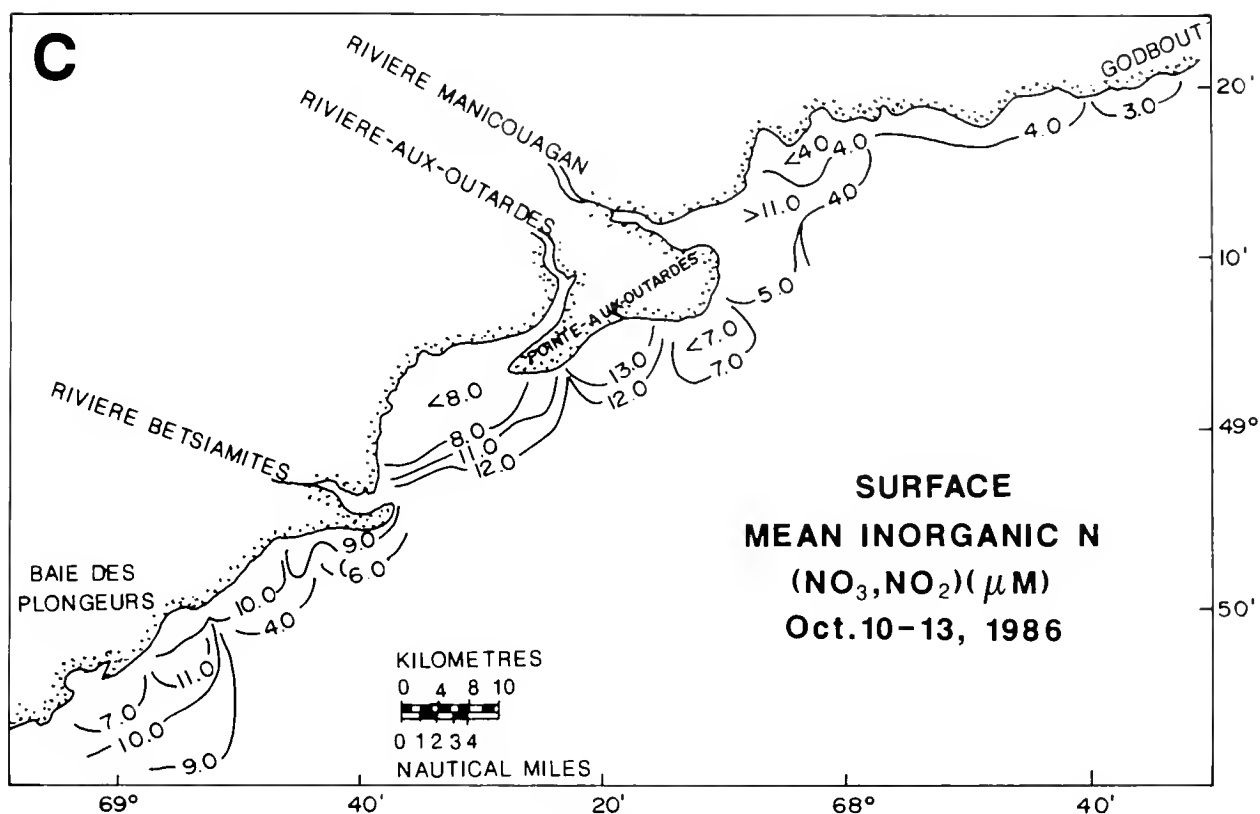 C
RIVIERE MANICOUAGAN
RIVIERE-AUX-OUTARDES
RIVIERE BETSIAMITES
BAIE DES
PLONGEURS
POINTE-AUX-OUTARDES
GODBOUT
<4.0
4.0
4.0
3.0
>11.0
4.0
5.0
<7.0
7.0
13.0
12.0
<8.0
8.0
11.0
12.0
9.0
6.0
10.0
4.0
11.0
7.0
10.0
9.0
SURFACE
MEAN INORGANIC N
(NO₃,NO₂)(μM)
Oct.10-13, 1986
KILOMETRES
0 4 8 10
0 1 2 3 4
NAUTICAL MILES
20'
10'
49°
50'
69°
40'
20'
68°
40'